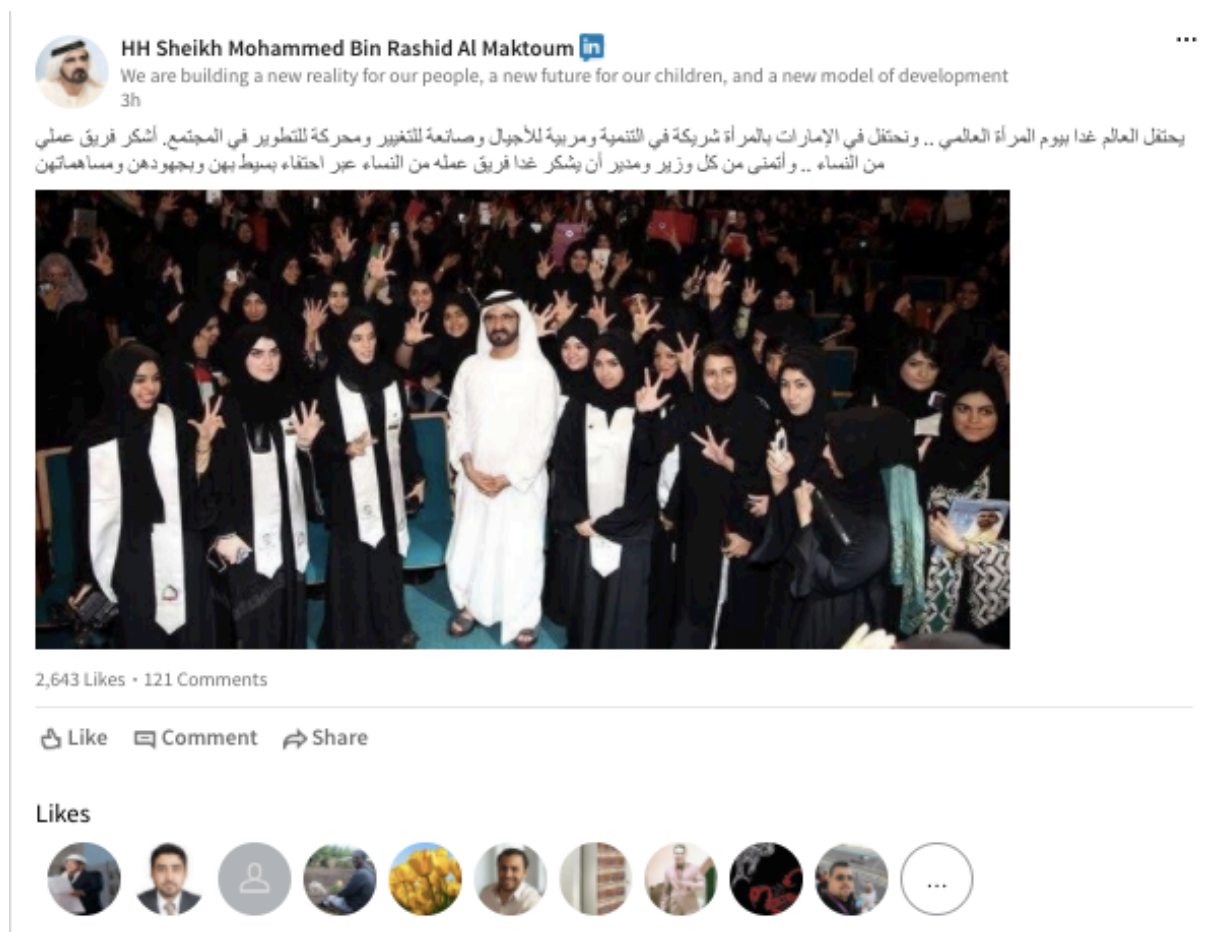 HH Sheikh Mohammed Bin Rashid Al Maktoum in
...
We are building a new reality for our people, a new future for our children, and a new model of development
3h
يحتفل العالم غدا بيوم المرأة العالمي .. ونحتفل في الإمارات بالمرأة شريكة في التنمية ومربية للأجيال وصانعة للتغيير ومحركة للتطوير في المجتمع. أشكر فريق عملي
من النساء .. وأتمنى من كل وزير ومدير أن يشكر غدا فريق عمله من النساء عبر احتفاء بسيط بهن وبجهودهن ومساهماتهن
2,643 Likes • 121 Comments
Like Comment Share
Likes
...